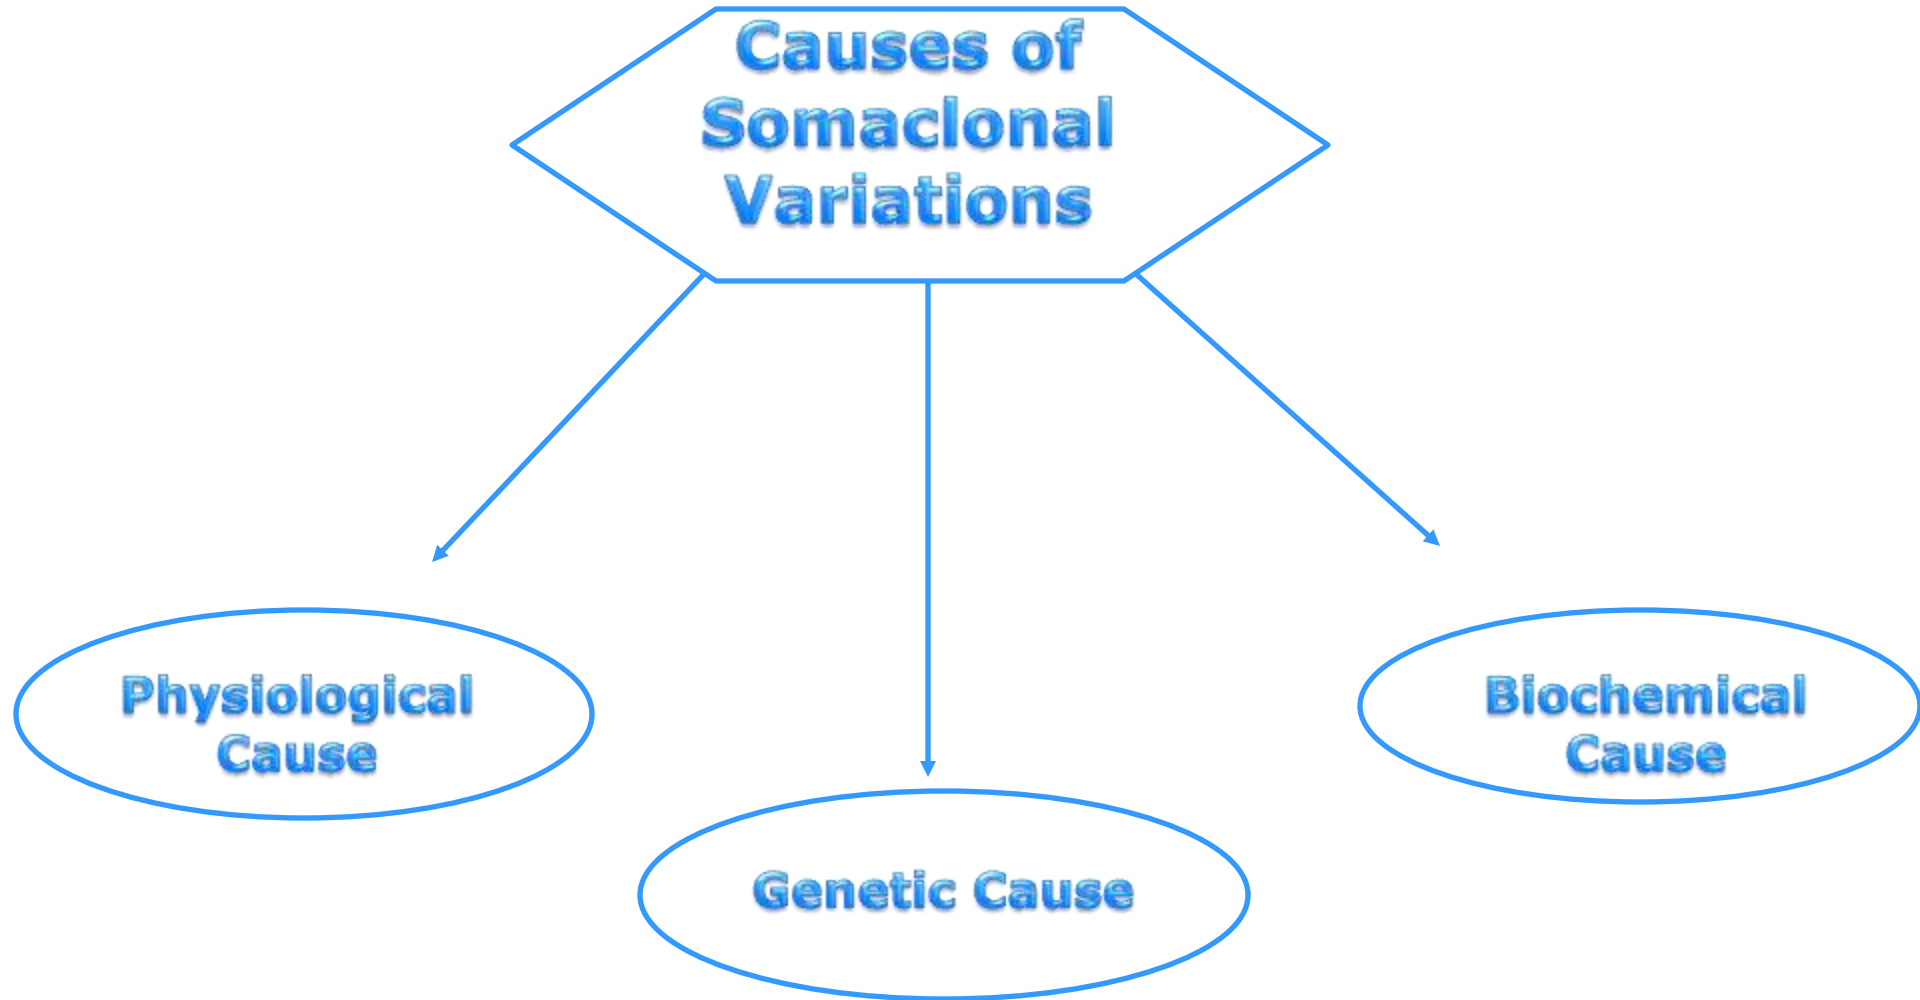 Causes of
Somaclonal
Variations
Physiological
Cause
Biochemical
Cause
Genetic Cause